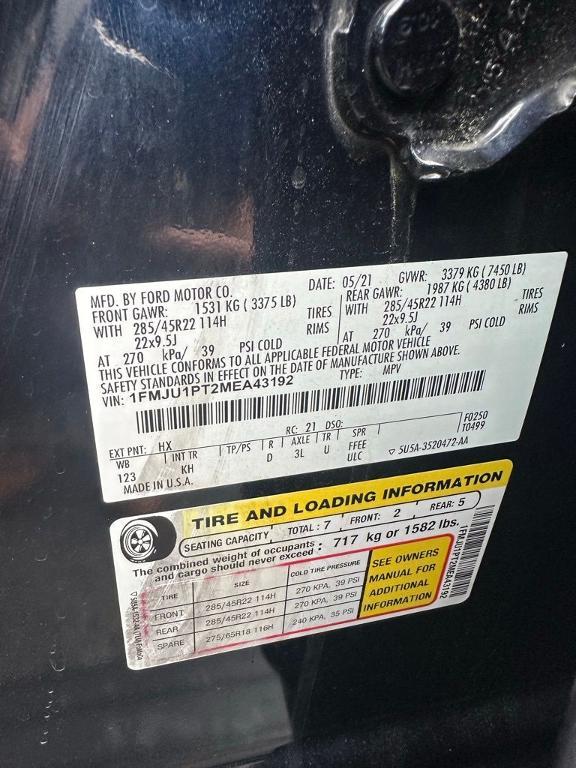 MFD. BY FORD MOTOR CO.
DATE: 05/21 GVWR: 3379 KG ( 7450 LB)
FRONT GAWR: 1531 KG ( 3375 LB) REAR GAWR: 1987 KG ( 4380 LB)
WITH 285/45R22 114H TIRES WITH 285/45R22 114H TIRES
22x9.5J RIMS 22x9.5J RIMS
AT 270 kPa/ 39 PSI COLD AT 270 kPa/ 39 PSI COLD
THIS VEHICLE CONFORMS TO ALL APPLICABLE FEDERAL MOTOR VEHICLE
SAFETY STANDARDS IN EFFECT ON THE DATE OF MANUFACTURE SHOWN ABOVE.
VIN: 1FMJU1PT2MEA43192 TYPE: MPV
F0250
T0499
EXT PNT: HX RC: 21 DSO:
WB INT TR TP/PS R AXLE TR SPR
123 KH D 3L U FFEE
ULC 5U5A-3520472-AA
MADE IN U.S.A.
TIRE AND LOADING INFORMATION
SEATING CAPACITY TOTAL: 7 FRONT: 2 REAR: 5
The combined weight of occupants and cargo should never exceed : 717 kg or 1582 lbs.
TIRE SIZE COLD TIRE PRESSURE
FRONT 285/45R22 114H 270 KPA, 39 PSI
REAR 285/45R22 114H 270 KPA, 39 PSI
SPARE 275/65R18 116H 240 KPA, 35 PSI
SEE OWNERS
MANUAL FOR
ADDITIONAL
INFORMATION
1FMJU1PT2MEA43192